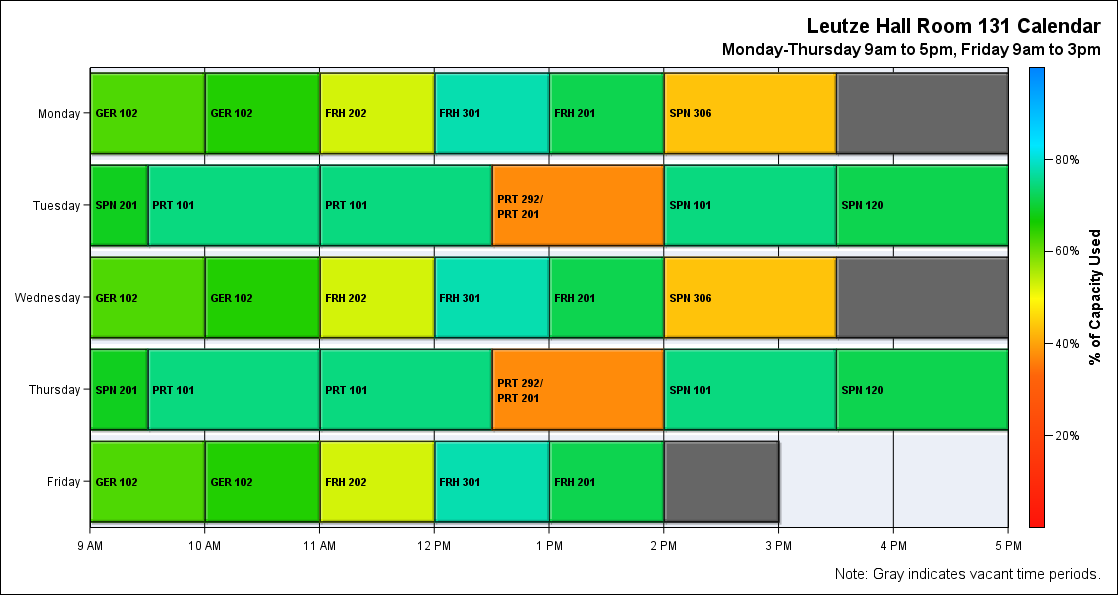 Leutze Hall Room 131 Calendar
Monday-Thursday 9am to 5pm, Friday 9am to 3pm
Monday
GER 102
GER 102
FRH 202
FRH 301
FRH 201
SPN 306
Tuesday
SPN 201
PRT 101
PRT 101
PRT 292/
PRT 201
SPN 101
SPN 120
Wednesday
GER 102
GER 102
FRH 202
FRH 301
FRH 201
SPN 306
Thursday
SPN 201
PRT 101
PRT 101
PRT 292/
PRT 201
SPN 101
SPN 120
Friday
GER 102
GER 102
FRH 202
FRH 301
FRH 201
9 AM
10 AM
11 AM
12 PM
1 PM
2 PM
3 PM
4 PM
5 PM
80%
60%
40%
20%
% of Capacity Used
Note: Gray indicates vacant time periods.